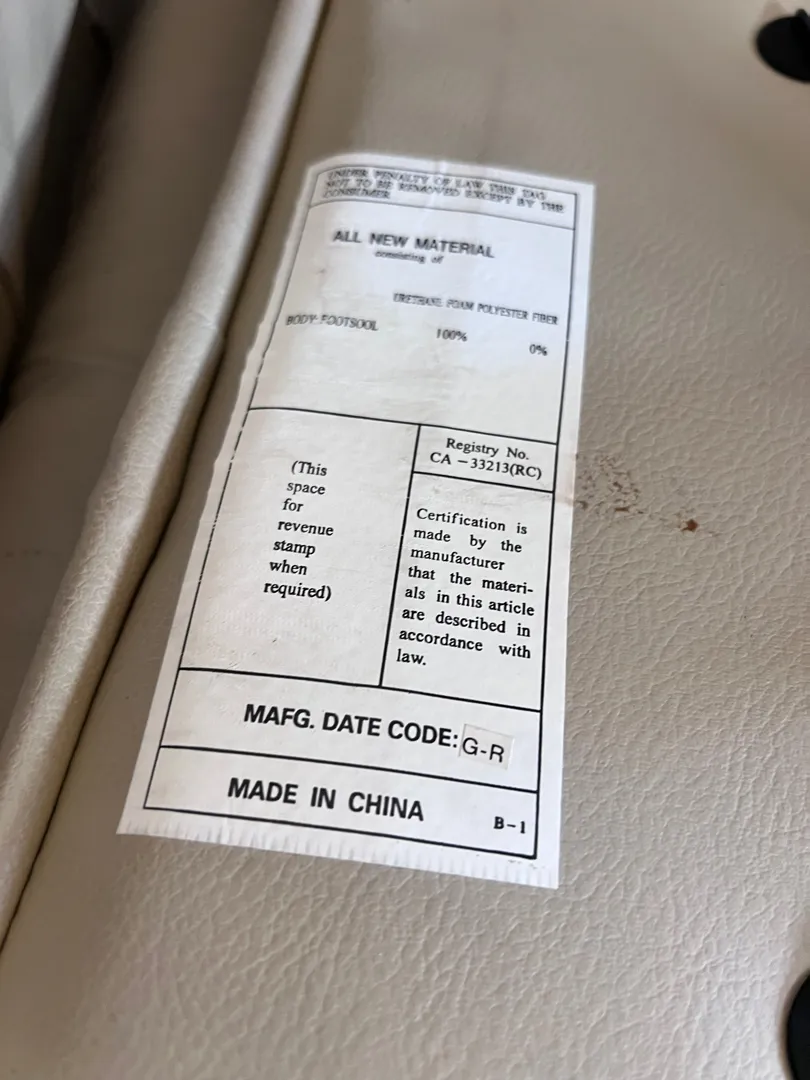 UNDER PENALTY OF LAW THIS TAG
NOT TO BE REMOVED EXCEPT BY THE
CONSUMER
ALL NEW MATERIAL
consisting of
URETHANE FOAM POLYESTER FIBER
BODY-FOOTSOOL 100% 0%
(This
space
for
revenue
stamp
when
required)
Registry No.
CA - 33213(RC)
Certification is
made by the
manufacturer
that the materi-
als in this article
are described in
accordance with
law.
MAFG. DATE CODE: G-R
MADE IN CHINA B-1